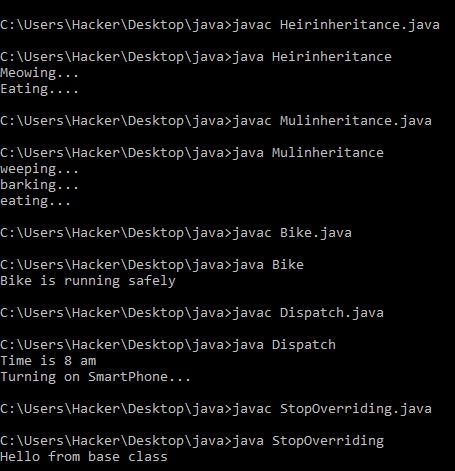 C:\Users\Hacker\Desktop\java>javac Heirinheritance.java
C:\Users\Hacker\Desktop\java>java Heirinheritance
Meowing...
Eating....
C:\Users\Hacker\Desktop\java>javac Mulinheritance.java
C:\Users\Hacker\Desktop\java>java Mulinheritance
weeping...
barking...
eating...
C:\Users\Hacker\Desktop\java>javac Bike.java
C:\Users\Hacker\Desktop\java>java Bike
Bike is running safely
C:\Users\Hacker\Desktop\java>javac Dispatch.java
C:\Users\Hacker\Desktop\java>java Dispatch
Time is 8 am
Turning on SmartPhone...
C:\Users\Hacker\Desktop\java>javac StopOverriding.java
C:\Users\Hacker\Desktop\java>java StopOverriding
Hello from base class